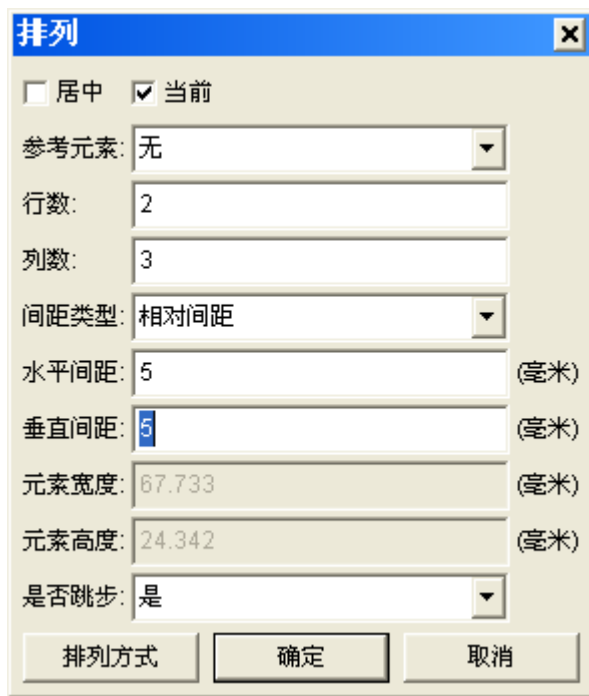 排列
居中 当前
参考元素: 无
行数: 2
列数: 3
间距类型: 相对间距
水平间距: 5 (毫米)
垂直间距: 5 (毫米)
元素宽度: 67.733 (毫米)
元素高度: 24.342 (毫米)
是否跳步: 是
排列方式 确定 取消